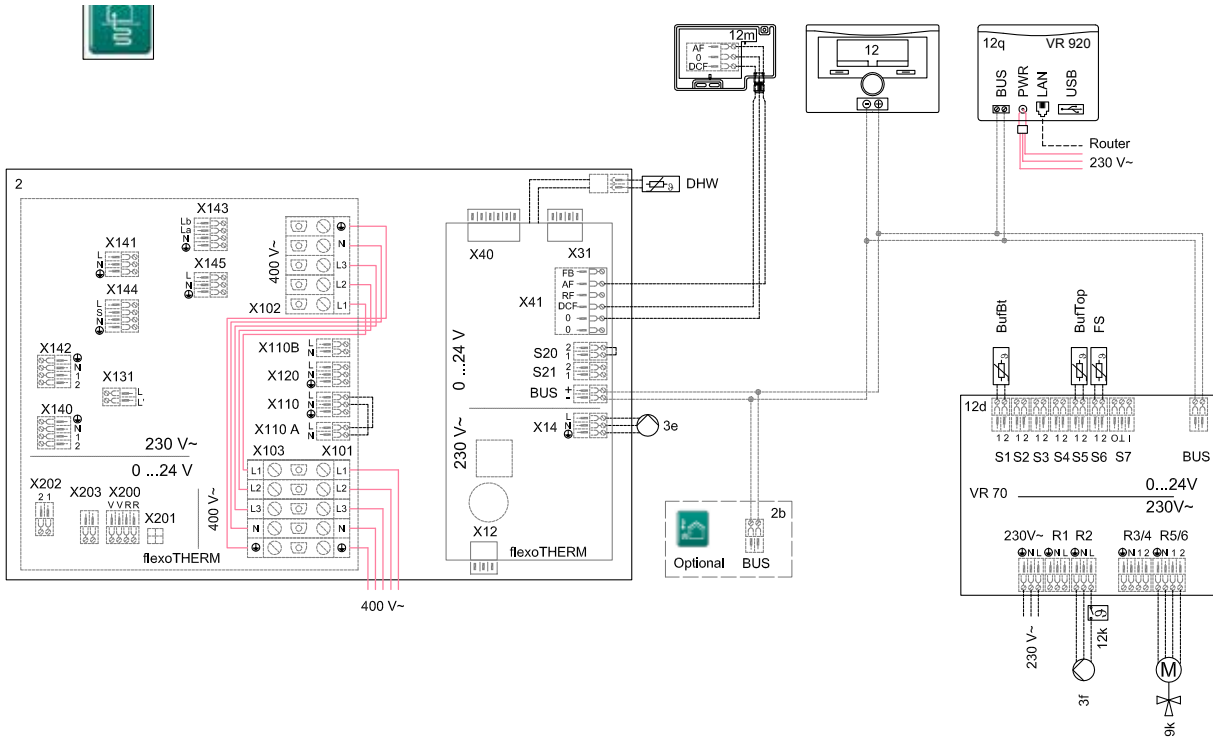 12m
AF
0
DCF
12
12q VR 920
BUS
PWR
LAN
USB
Router
230 V~
2
DHW
X143
Lb
La
N
X141
L
N
X145
L
N
X144
L
S
N
400 V~
N
L3
L2
L1
X102
X40
X31
X41
FB
AF
RF
DCF
0
0
X142
N
1
2
X131
L
L'
X110B
L
N
X120
L
N
X110
L
N
X110 A
L
N
X140
N
1
2
230 V~
0 ...24 V
X103
X101
L1 L1
L2 L2
L3 L3
N N
400 V~
X202
2 1
X203
X200
V V R R
X201
flexoTHERM
400 V~
0 ...24 V
230 V~
S20
2
1
S21
2
1
BUS
+
-
X14
L
N
3e
X12
flexoTHERM
2b
Optional
BUS
BufBt
BufTop
FS
12d
1 2 1 2 1 2 1 2 1 2 1 2 O T I
S1 S2 S3 S4 S5 S6 S7 BUS
VR 70
0...24V
230V~
230V~ R1 R2 R3/4 R5/6
N L N L N L N 1 2 N 1 2
230 V~
12k
3f
M
9k